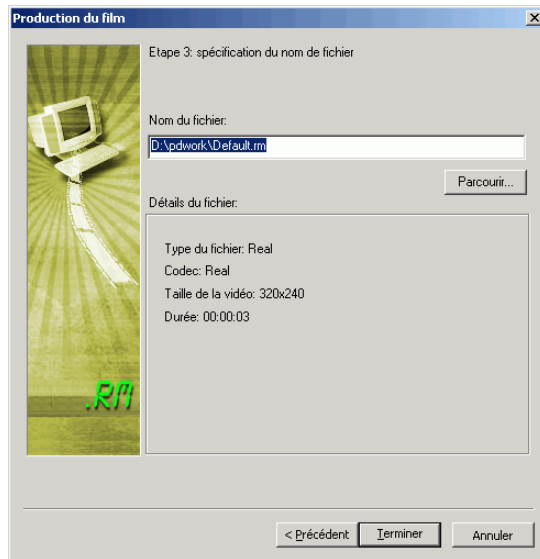 Production du film
Etape 3: spécification du nom de fichier
Nom du fichier:
D:\pdwork\Default.rm
Parcourir...
Détails du fichier:
Type du fichier: Real
Codec: Real
Taille de la vidéo: 320x240
Durée: 00:00:03
.RM
< Précédent
Terminer
Annuler